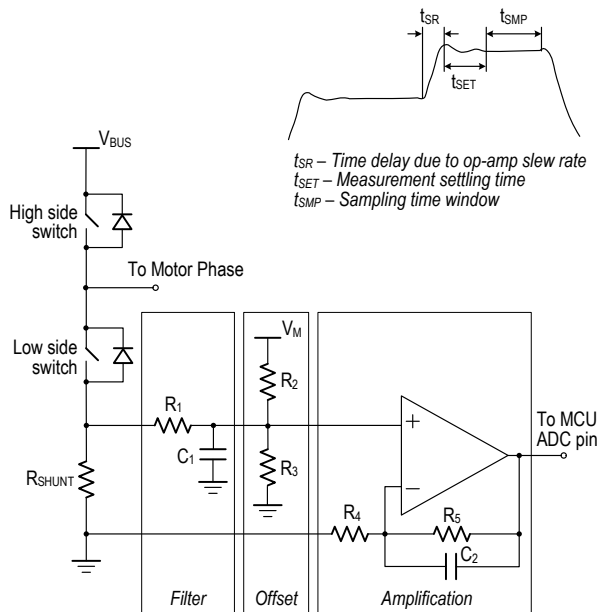 tSR
tSMP
tSET
tSR – Time delay due to op-amp slew rate
tSET – Measurement settling time
tSMP – Sampling time window
VBUS
High side
switch
To Motor Phase
Low side
switch
VM
R2
R1
C1
R3
+
−
To MCU
ADC pin
RSHUNT
R4
R5
C2
Filter
Offset
Amplification